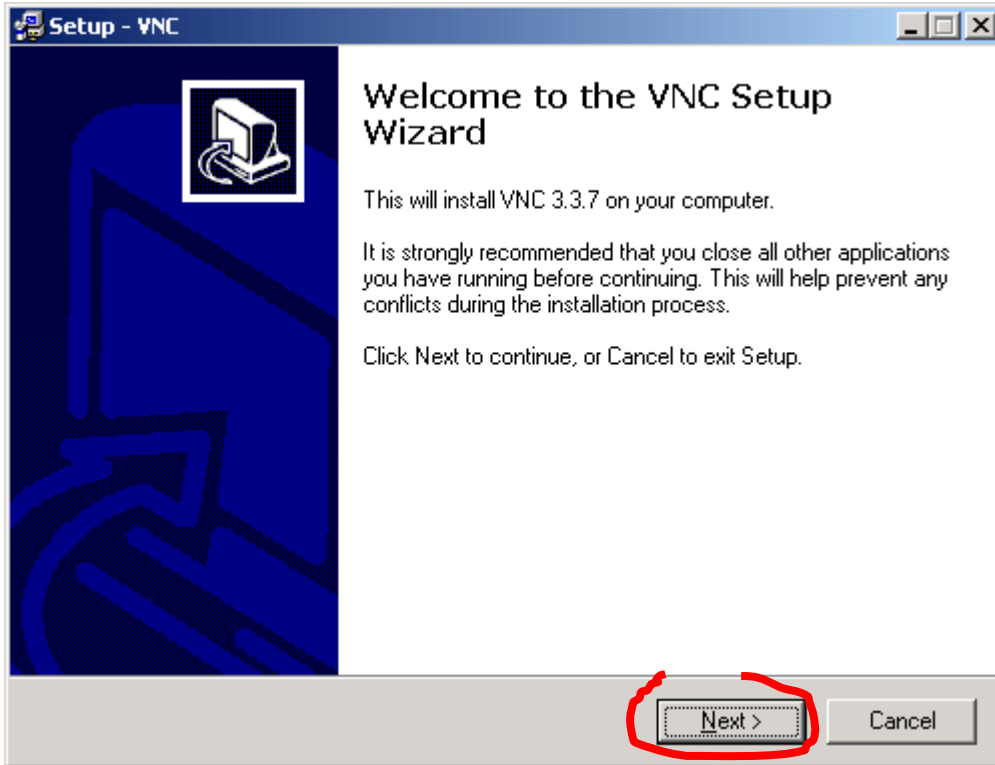 Setup - VNC
Welcome to the VNC Setup
Wizard
This will install VNC 3.3.7 on your computer.
It is strongly recommended that you close all other applications
you have running before continuing. This will help prevent any
conflicts during the installation process.
Click Next to continue, or Cancel to exit Setup.
Next >
Cancel